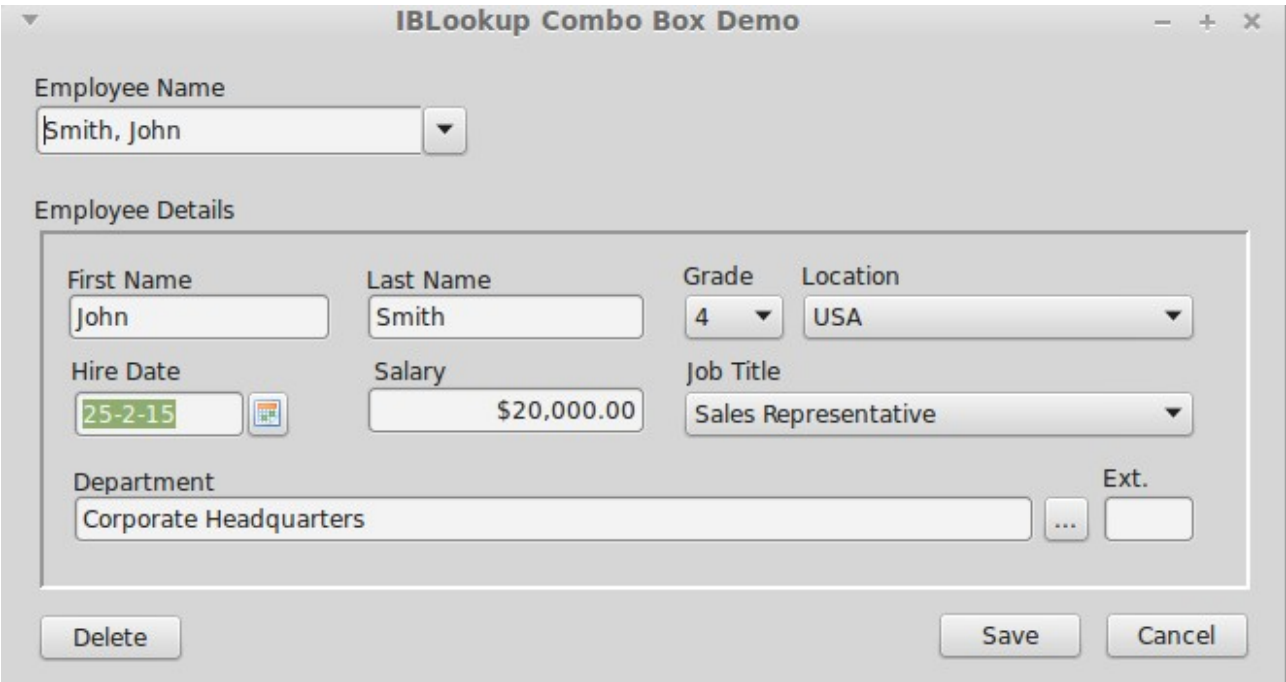 IBLookup Combo Box Demo
Employee Name
Smith, John
Employee Details
First Name Last Name Grade Location
John Smith 4 USA
Hire Date Salary Job Title
25-2-15 $20,000.00 Sales Representative
Department Ext.
Corporate Headquarters ...
Delete Save Cancel